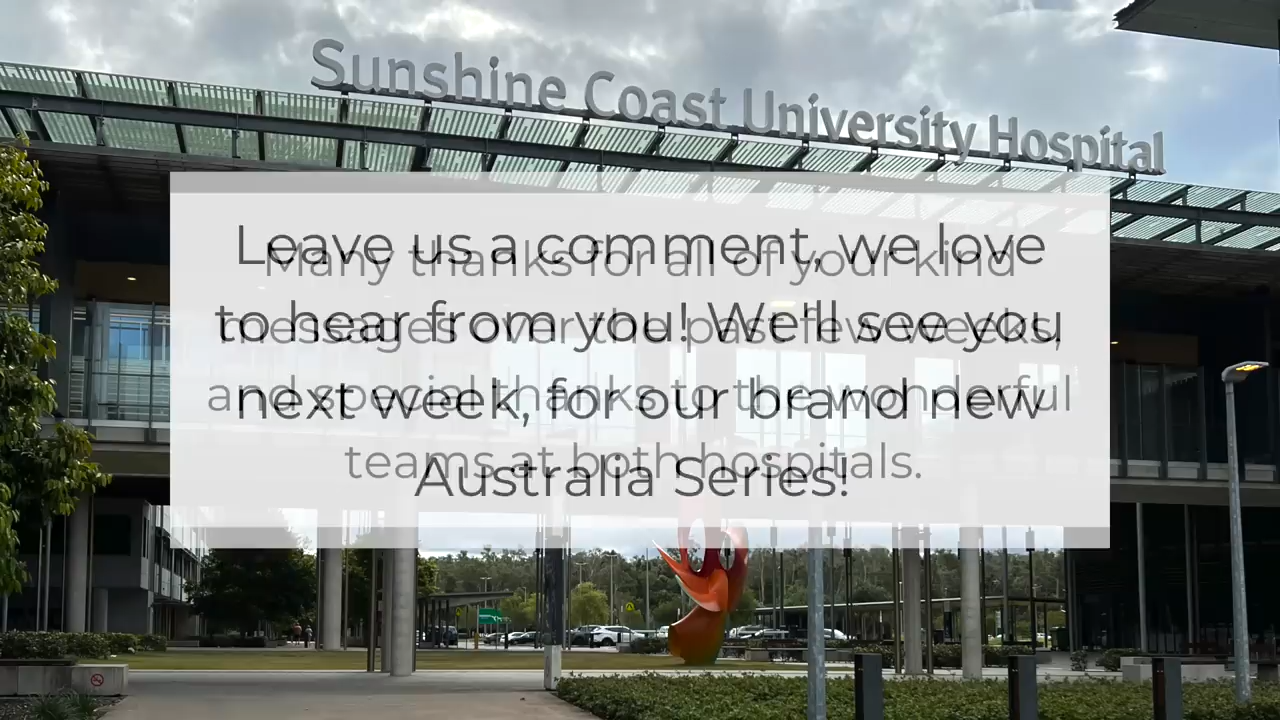 Sunshine Coast University Hospital
Leave us a comment, we love
to hear from you! We'll see you
next week, for our brand new
Australia Series!
Many thanks for all of your kind
messages over the past few weeks,
and special thanks to the wonderful
teams at both hospitals.